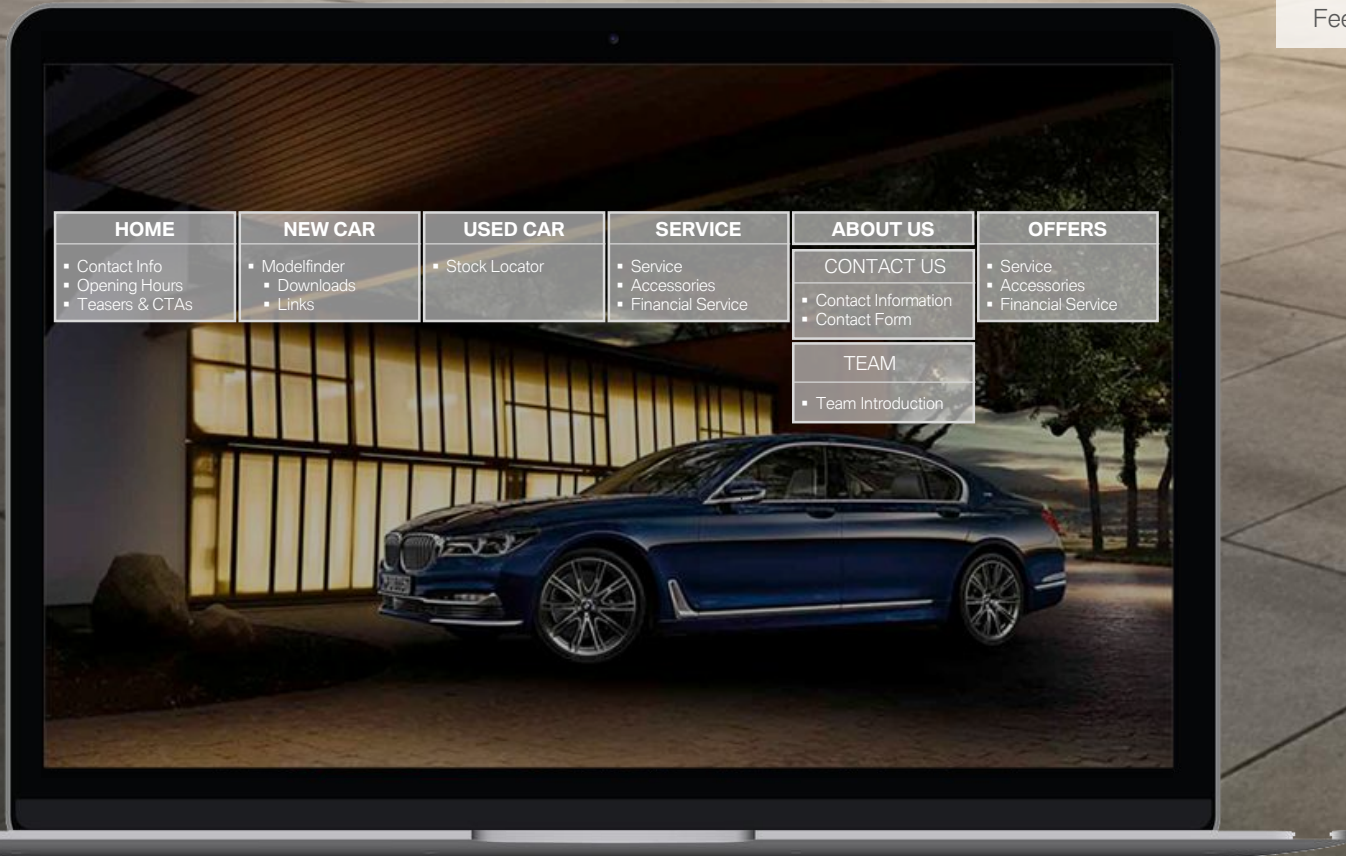 Fee
HOME
▪ Contact Info
▪ Opening Hours
▪ Teasers & CTAs
NEW CAR
▪ Modelfinder
▪ Downloads
▪ Links
USED CAR
▪ Stock Locator
SERVICE
▪ Service
▪ Accessories
▪ Financial Service
ABOUT US
CONTACT US
▪ Contact Information
▪ Contact Form
TEAM
▪ Team Introduction
OFFERS
▪ Service
▪ Accessories
▪ Financial Service